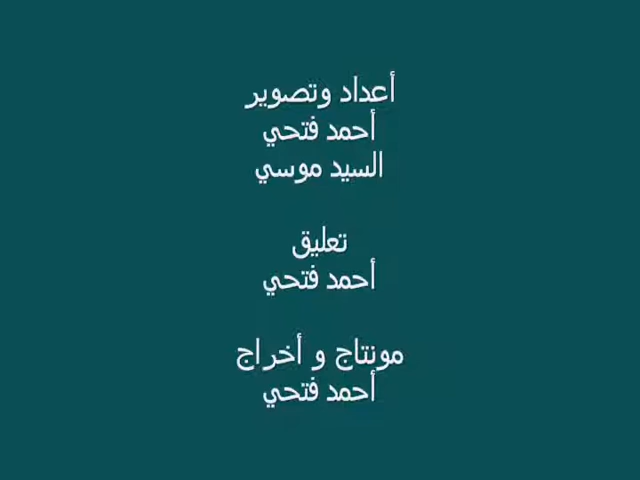 أعداد وتصوير
أحمد فتحي
السيد موسي
تعليق
أحمد فتحي
مونتاج و أخراج
أحمد فتحي